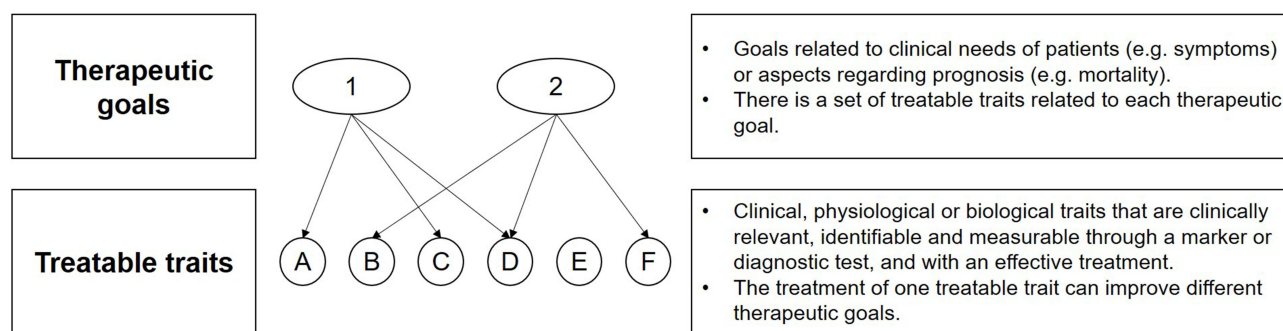 Therapeutic
goals
1
2
• Goals related to clinical needs of patients (e.g. symptoms)
or aspects regarding prognosis (e.g. mortality).
• There is a set of treatable traits related to each therapeutic
goal.
Treatable traits
A B C D E F
• Clinical, physiological or biological traits that are clinically
relevant, identifiable and measurable through a marker or
diagnostic test, and with an effective treatment.
• The treatment of one treatable trait can improve different
therapeutic goals.